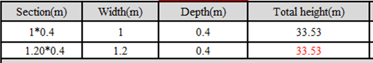 Section(m) Width(m) Depth(m) Total height(m)
1*0.4 1 0.4 33.53
1.20*0.4 1.2 0.4 33.53